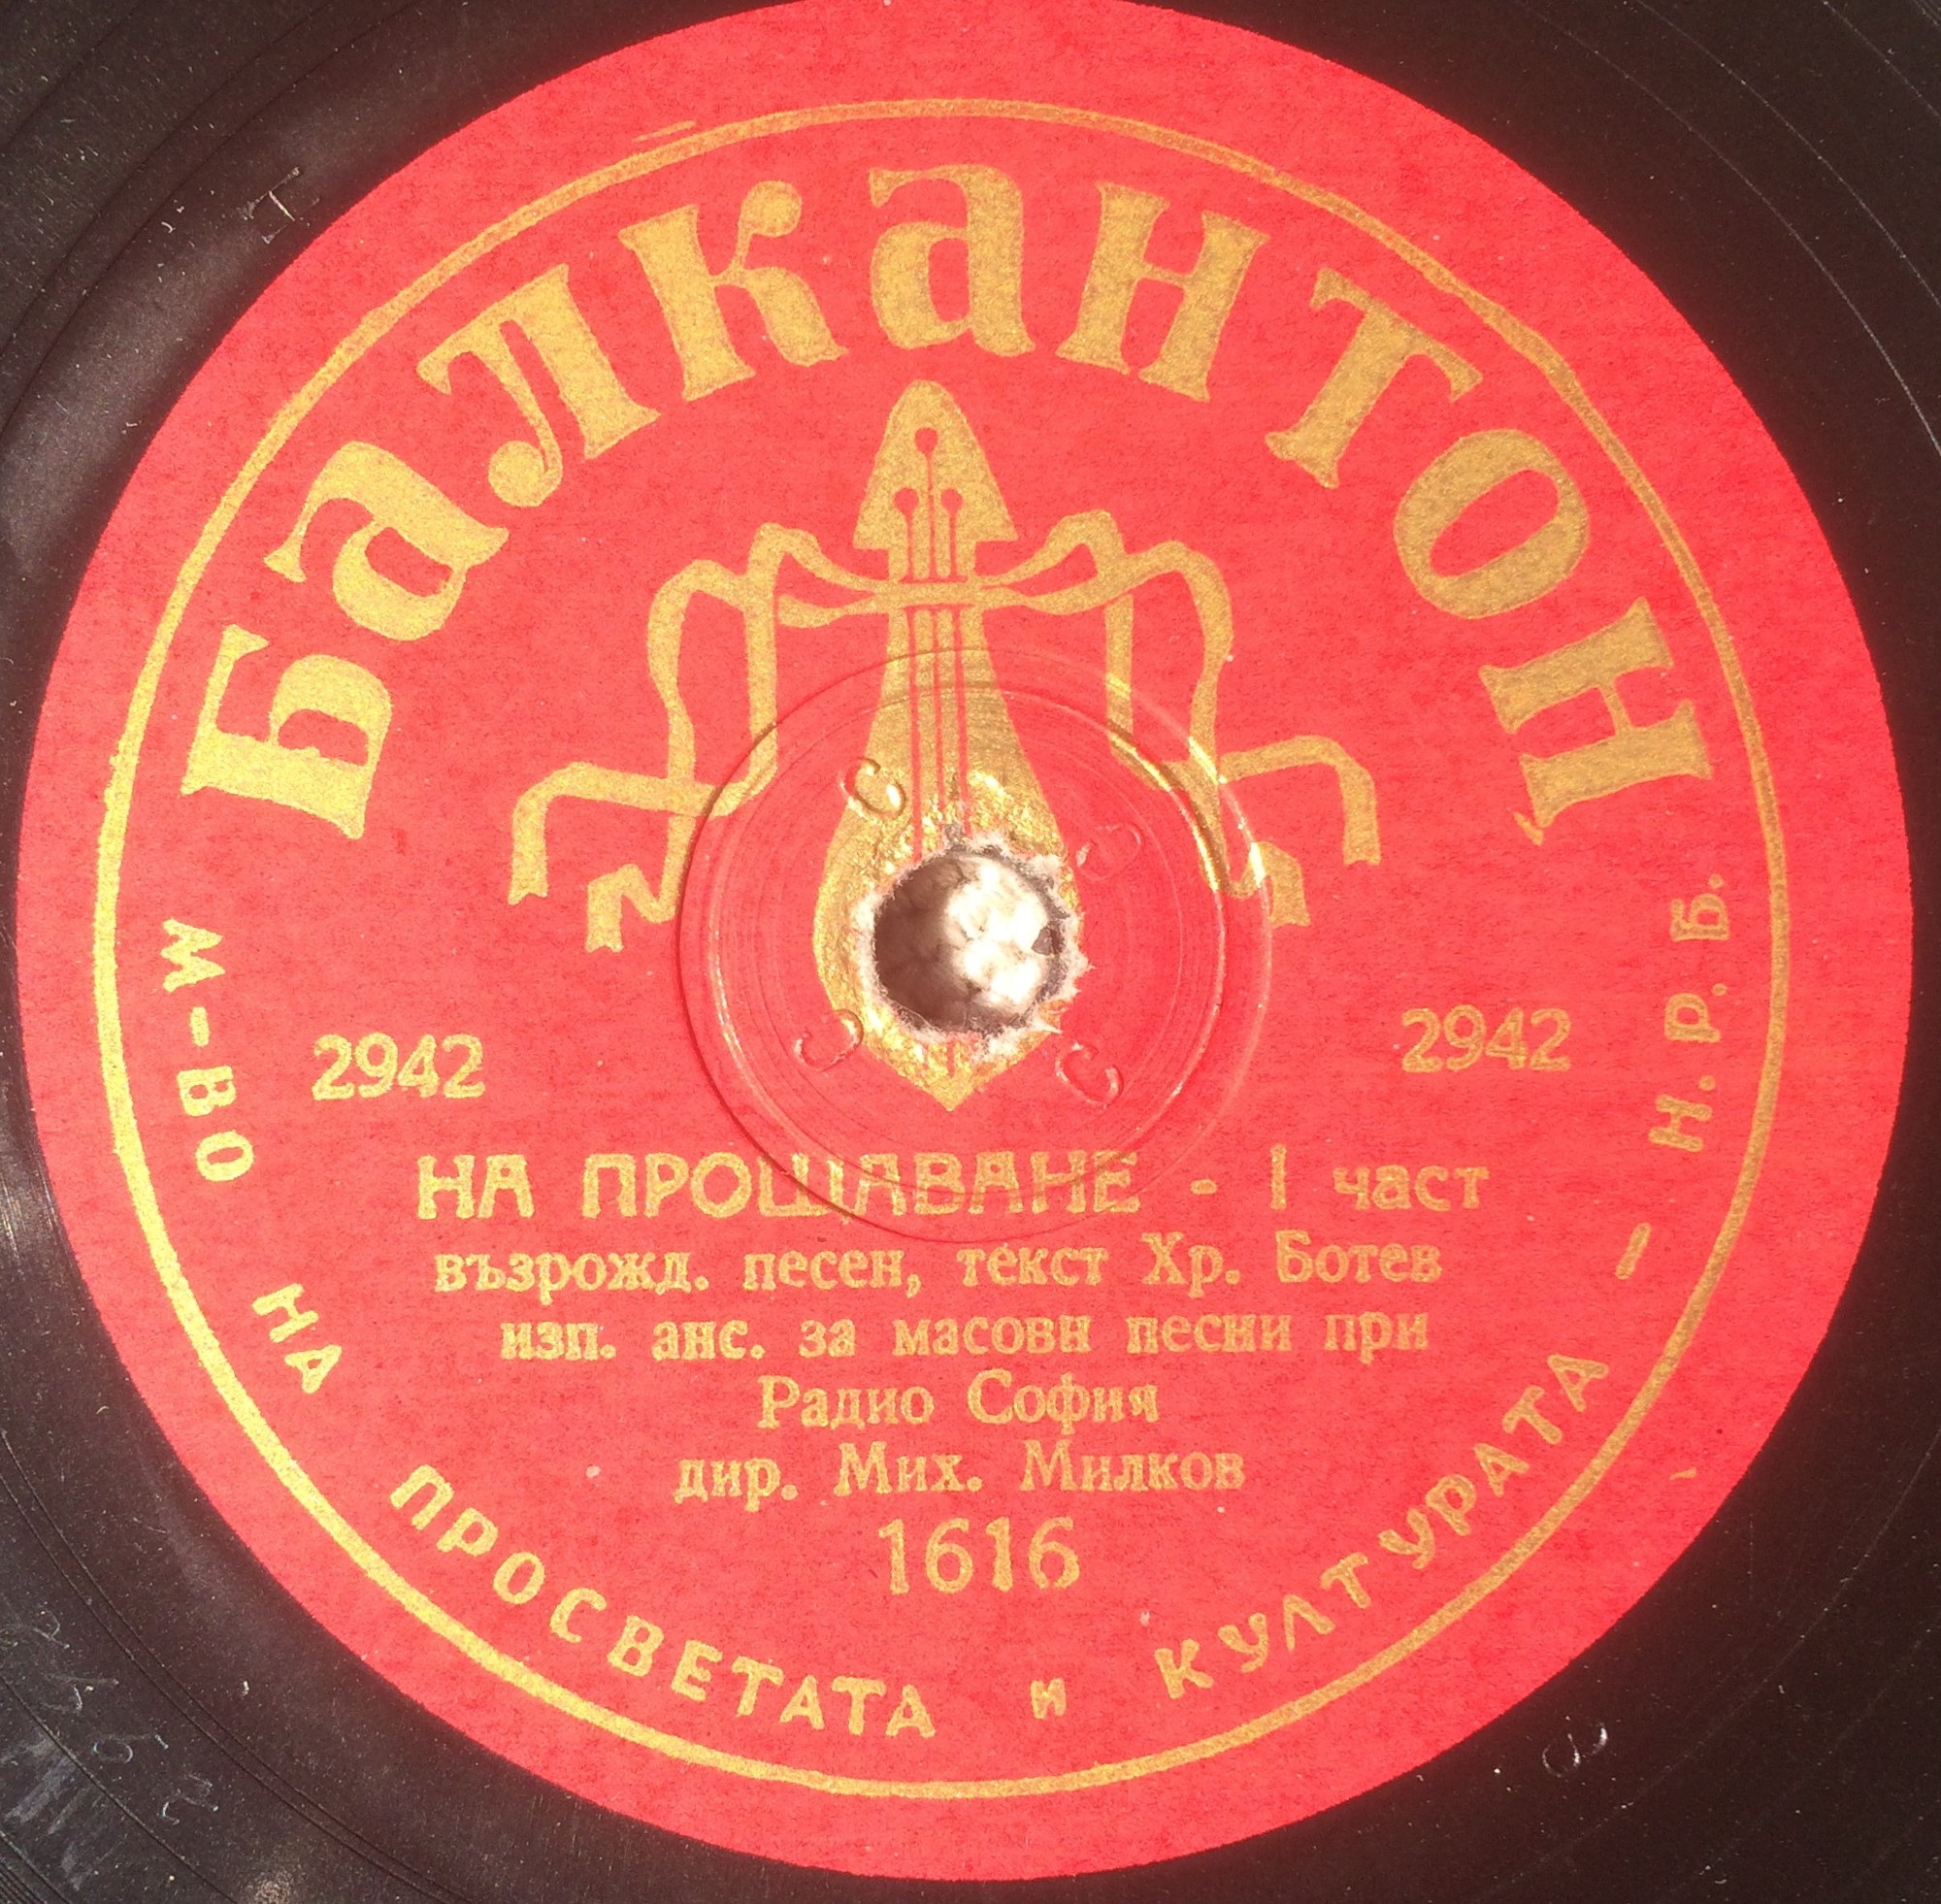 Балкантон
2942
2942
НА ПРОЩАВАНЕ - I част
възрожд. песен, текст Хр. Ботев
изп. анс. за масови песни при
Радио София
дир. Мих. Милков
1616
М-ВО НА ПРОСВЕТАТА и КУЛТУРАТА — Н.Р.Б.